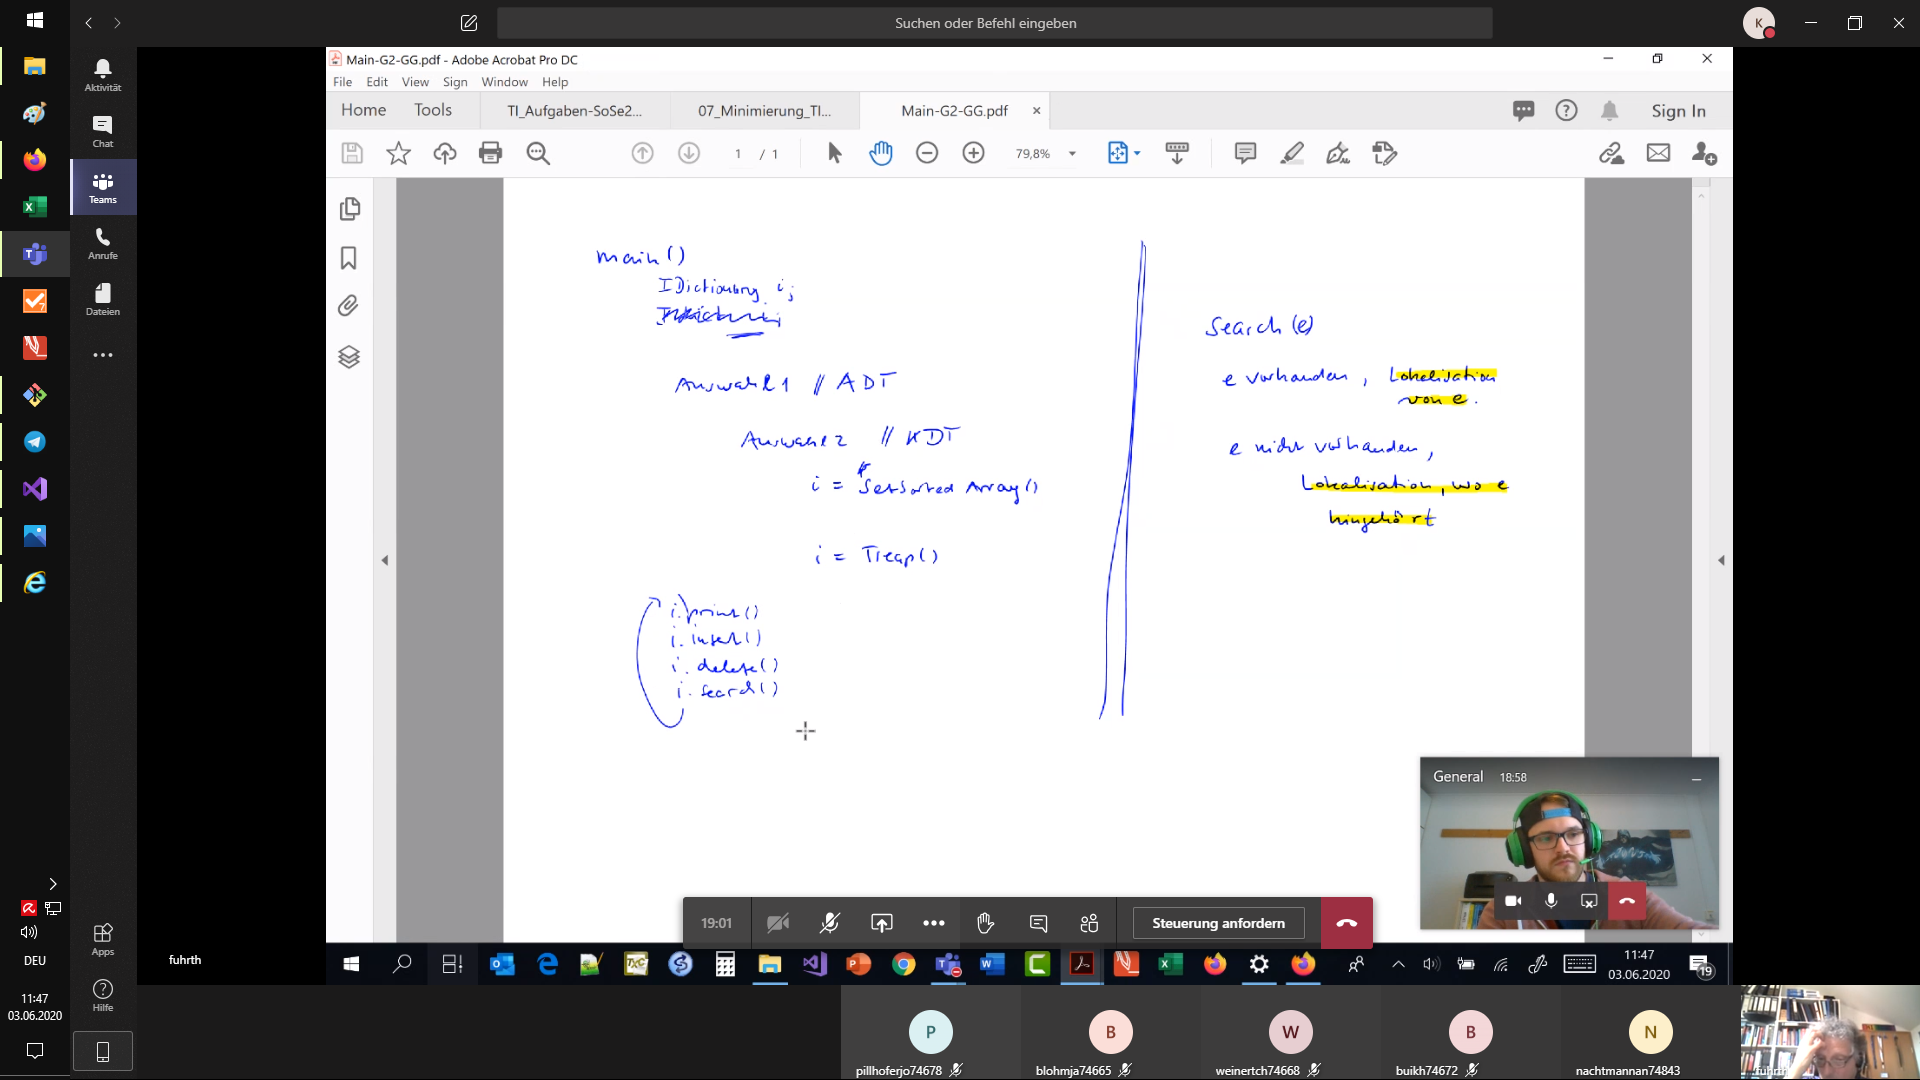 Suchen oder Befehl eingeben
K
Aktivität
Chat
Teams
Anrufe
Dateien
Apps
Hilfe
DEU
11:47
03.06.2020
Main-G2-GG.pdf - Adobe Acrobat Pro DC
File Edit View Sign Window Help
Home Tools TI_Aufgaben-SoSe2... 07_Minimierung_TI... Main-G2-GG.pdf × Sign In
1 / 1 79,8%
main()
IDictionary i;
Auswahl 1 // ADT
Auswahl 2 // KDT
i = SetSortedArray()
i = Treap()
i.print()
i.insert()
i.delete()
i.search()
Search(e)
e vorhanden, Lokalisation
von e.
e nicht vorhanden,
Lokalisation, wo e
hingehört
General 18:58
19:01 Steuerung anfordern
fuhrth
11:47
03.06.2020
19
P
pillhoferjo74678
B
blohmja74665
W
weinertch74668
B
buikh74672
N
nachtmannan74843
fuhrth